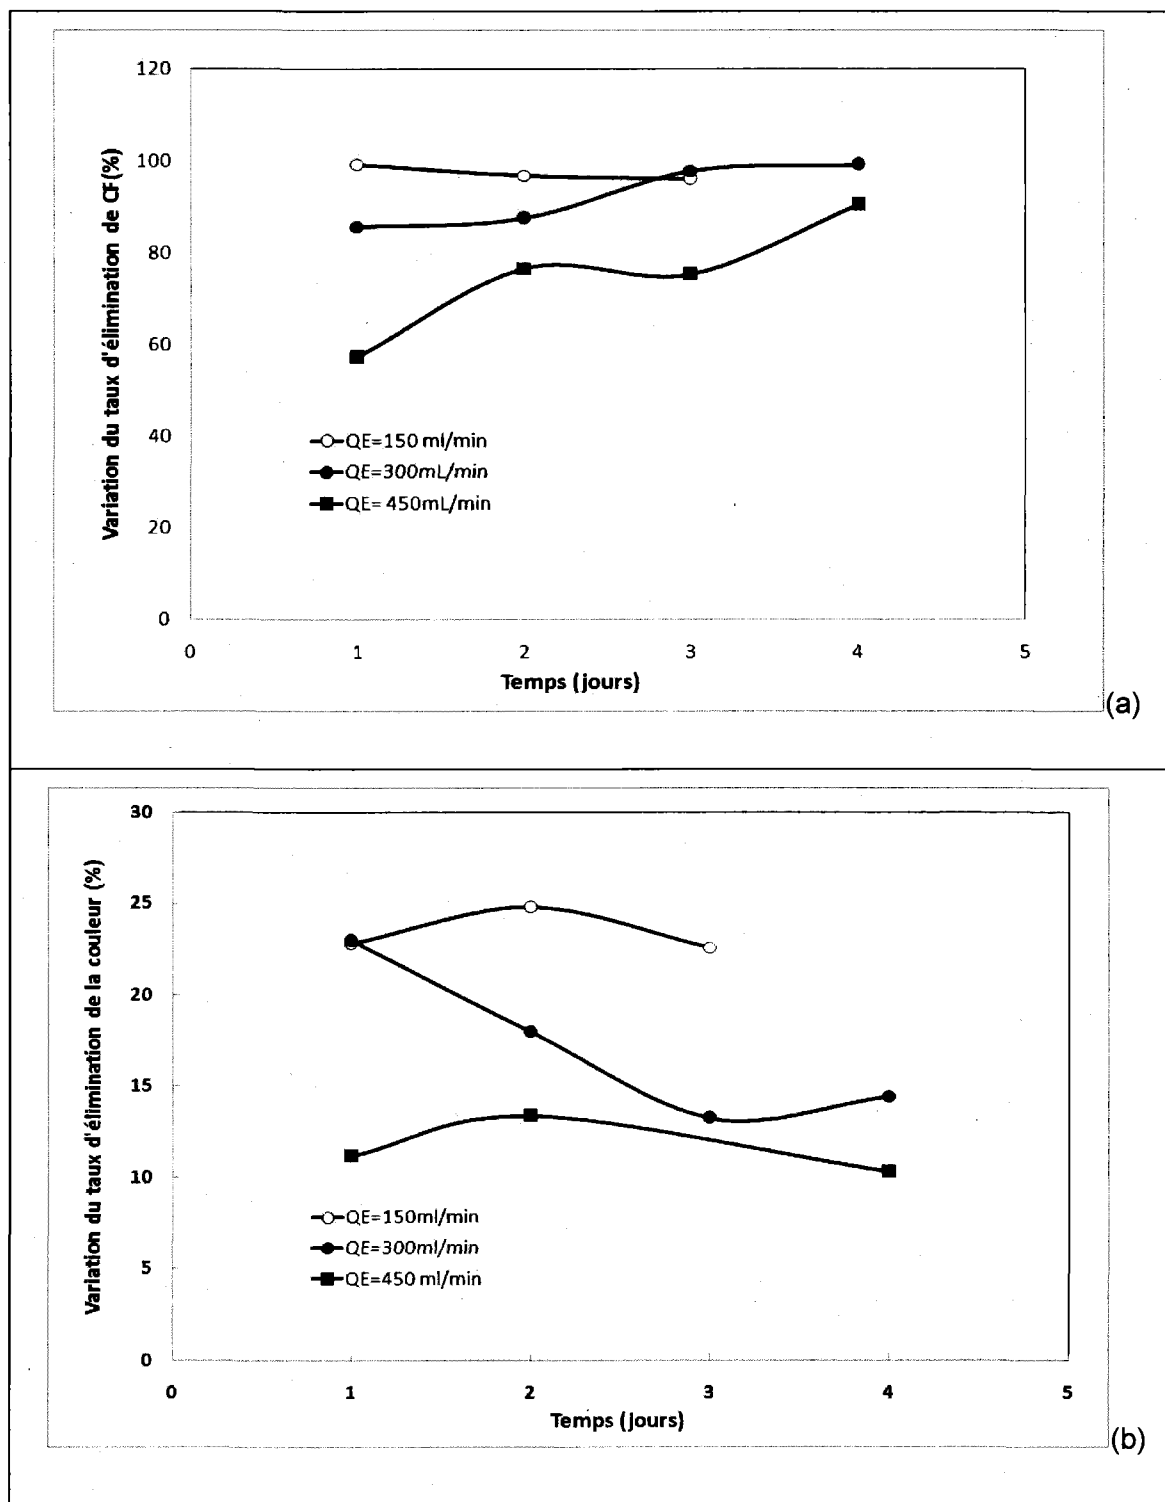 120
100
80
60
40
20
0
Variation du taux d'élimination de CF(%)
QE=150 ml/min
QE=300mL/min
QE= 450mL/min
0 1 2 3 4 5
Temps (jours)
(a)
30
25
20
15
10
5
0
Variation du taux d'élimination de la couleur (%)
QE=150ml/min
QE=300ml/min
QE=450 ml/min
0 1 2 3 4 5
Temps (jours)
(b)